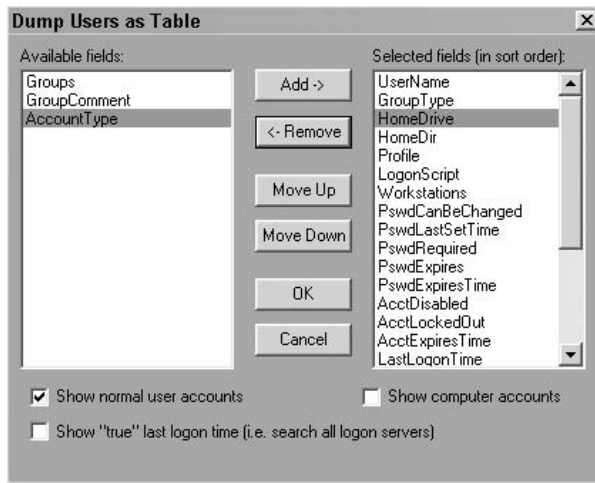 Dump Users as Table
Available fields:
Groups
GroupComment
AccountType
Add ->
<- Remove
Move Up
Move Down
OK
Cancel
Selected fields (in sort order):
UserName
GroupType
HomeDrive
HomeDir
Profile
LogonScript
Workstations
PswdCanBeChanged
PswdLastSetTime
PswdRequired
PswdExpires
PswdExpiresTime
AcctDisabled
AcctLockedOut
AcctExpiresTime
LastLogonTime
Show normal user accounts
Show computer accounts
Show "true" last logon time (i.e. search all logon servers)